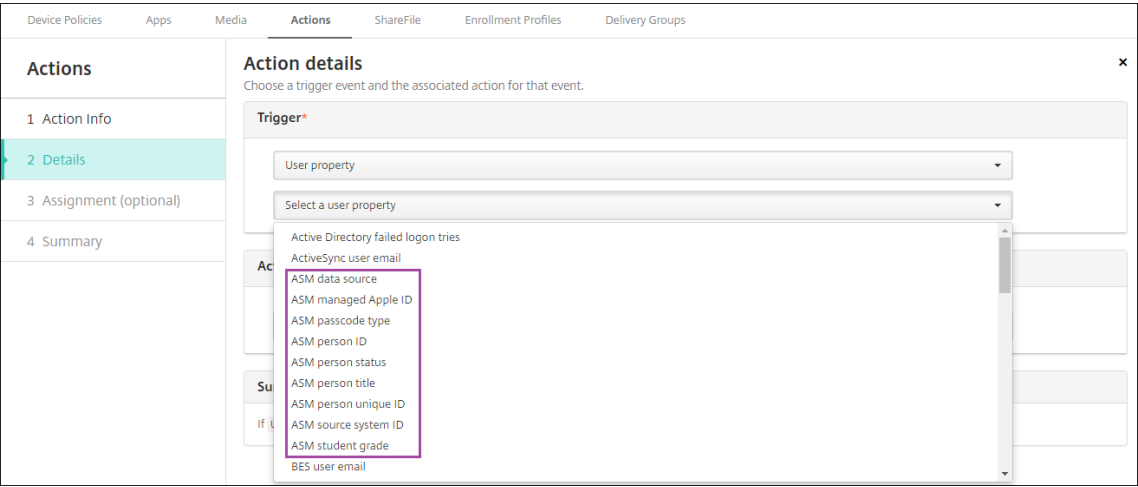 Device Policies Apps Media Actions ShareFile Enrollment Profiles Delivery Groups
Actions
1 Action Info
2 Details
3 Assignment (optional)
4 Summary
Action details
Choose a trigger event and the associated action for that event.
Trigger*
User property
Select a user property
Active Directory failed logon tries
ActiveSync user email
ASM data source
ASM managed Apple ID
ASM passcode type
ASM person ID
ASM person status
ASM person title
ASM person unique ID
ASM source system ID
ASM student grade
BES user email
If